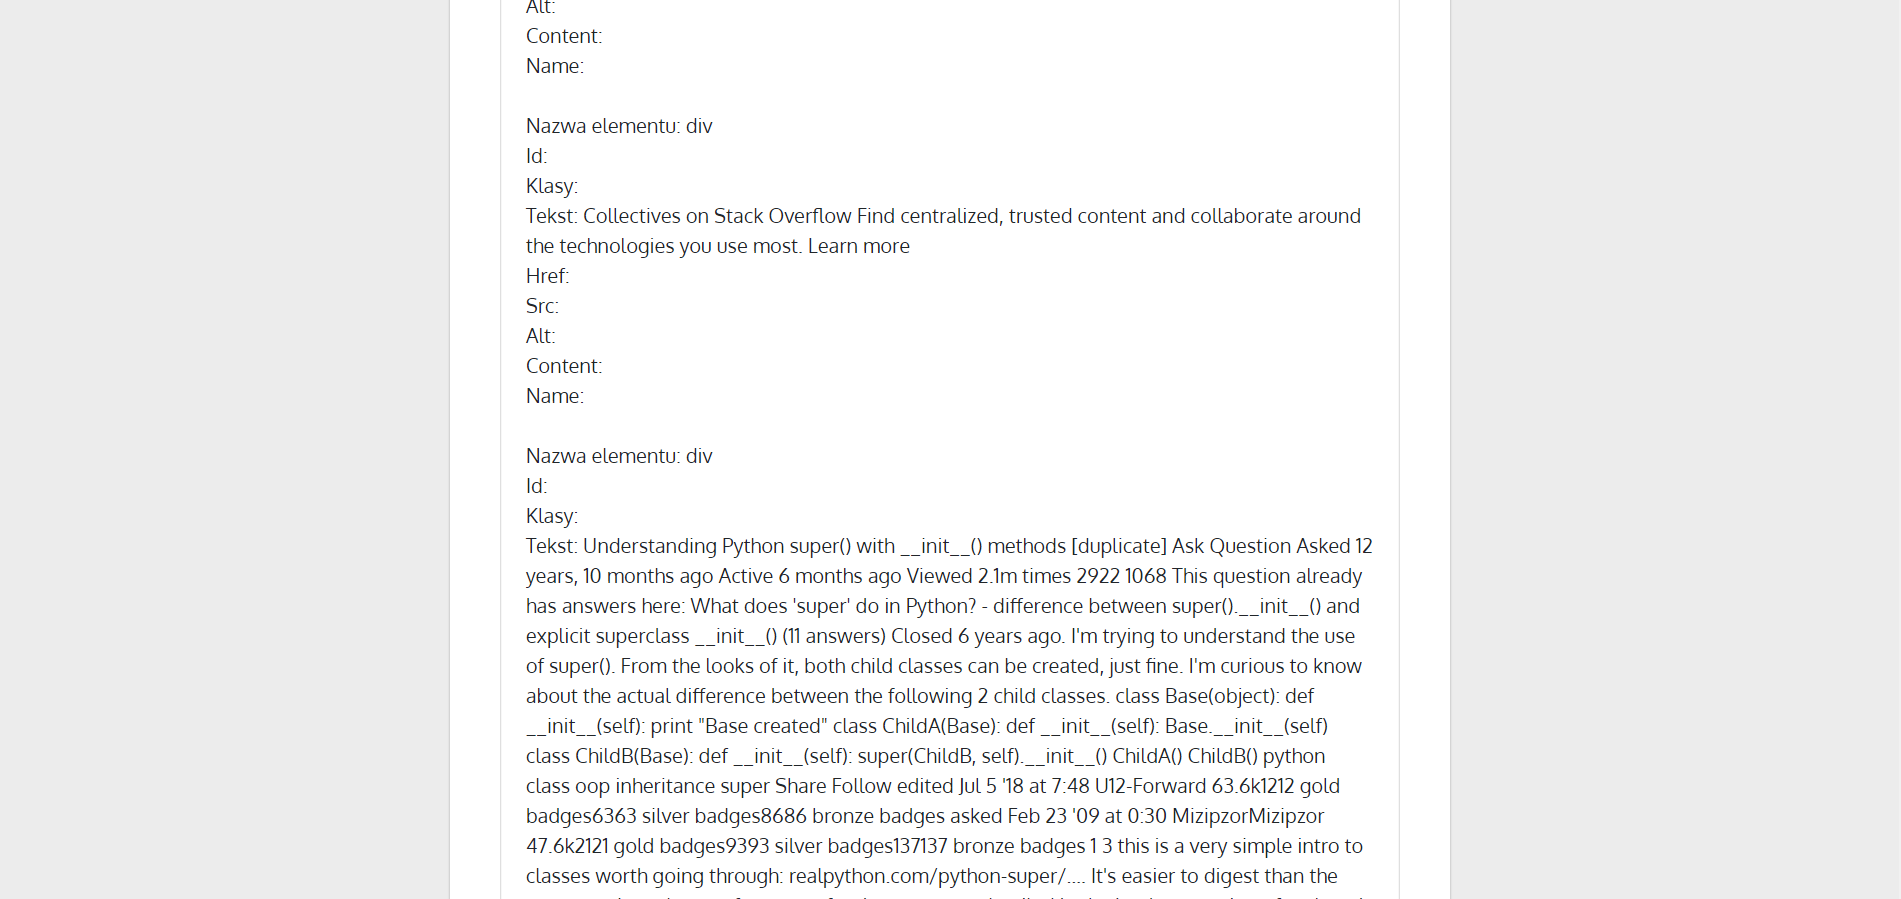 Alt:
Content:
Name:
Nazwa elementu: div
Id:
Klasy:
Tekst: Collectives on Stack Overflow Find centralized, trusted content and collaborate around
the technologies you use most. Learn more
Href:
Src:
Alt:
Content:
Name:
Nazwa elementu: div
Id:
Klasy:
Tekst: Understanding Python super() with __init__() methods [duplicate] Ask Question Asked 12
years, 10 months ago Active 6 months ago Viewed 2.1m times 2922 1068 This question already
has answers here: What does 'super' do in Python? - difference between super().__init__() and
explicit superclass __init__() (11 answers) Closed 6 years ago. I'm trying to understand the use
of super(). From the looks of it, both child classes can be created, just fine. I'm curious to know
about the actual difference between the following 2 child classes. class Base(object): def
__init__(self): print "Base created" class ChildA(Base): def __init__(self): Base.__init__(self)
class ChildB(Base): def __init__(self): super(ChildB, self).__init__() ChildA() ChildB() python
class oop inheritance super Share Follow edited Jul 5 '18 at 7:48 U12-Forward 63.6k1212 gold
badges6363 silver badges8686 bronze badges asked Feb 23 '09 at 0:30 MizipzorMizipzor
47.6k2121 gold badges9393 silver badges137137 bronze badges 1 3 this is a very simple intro to
classes worth going through: realpython.com/python-super/.... It's easier to digest than the